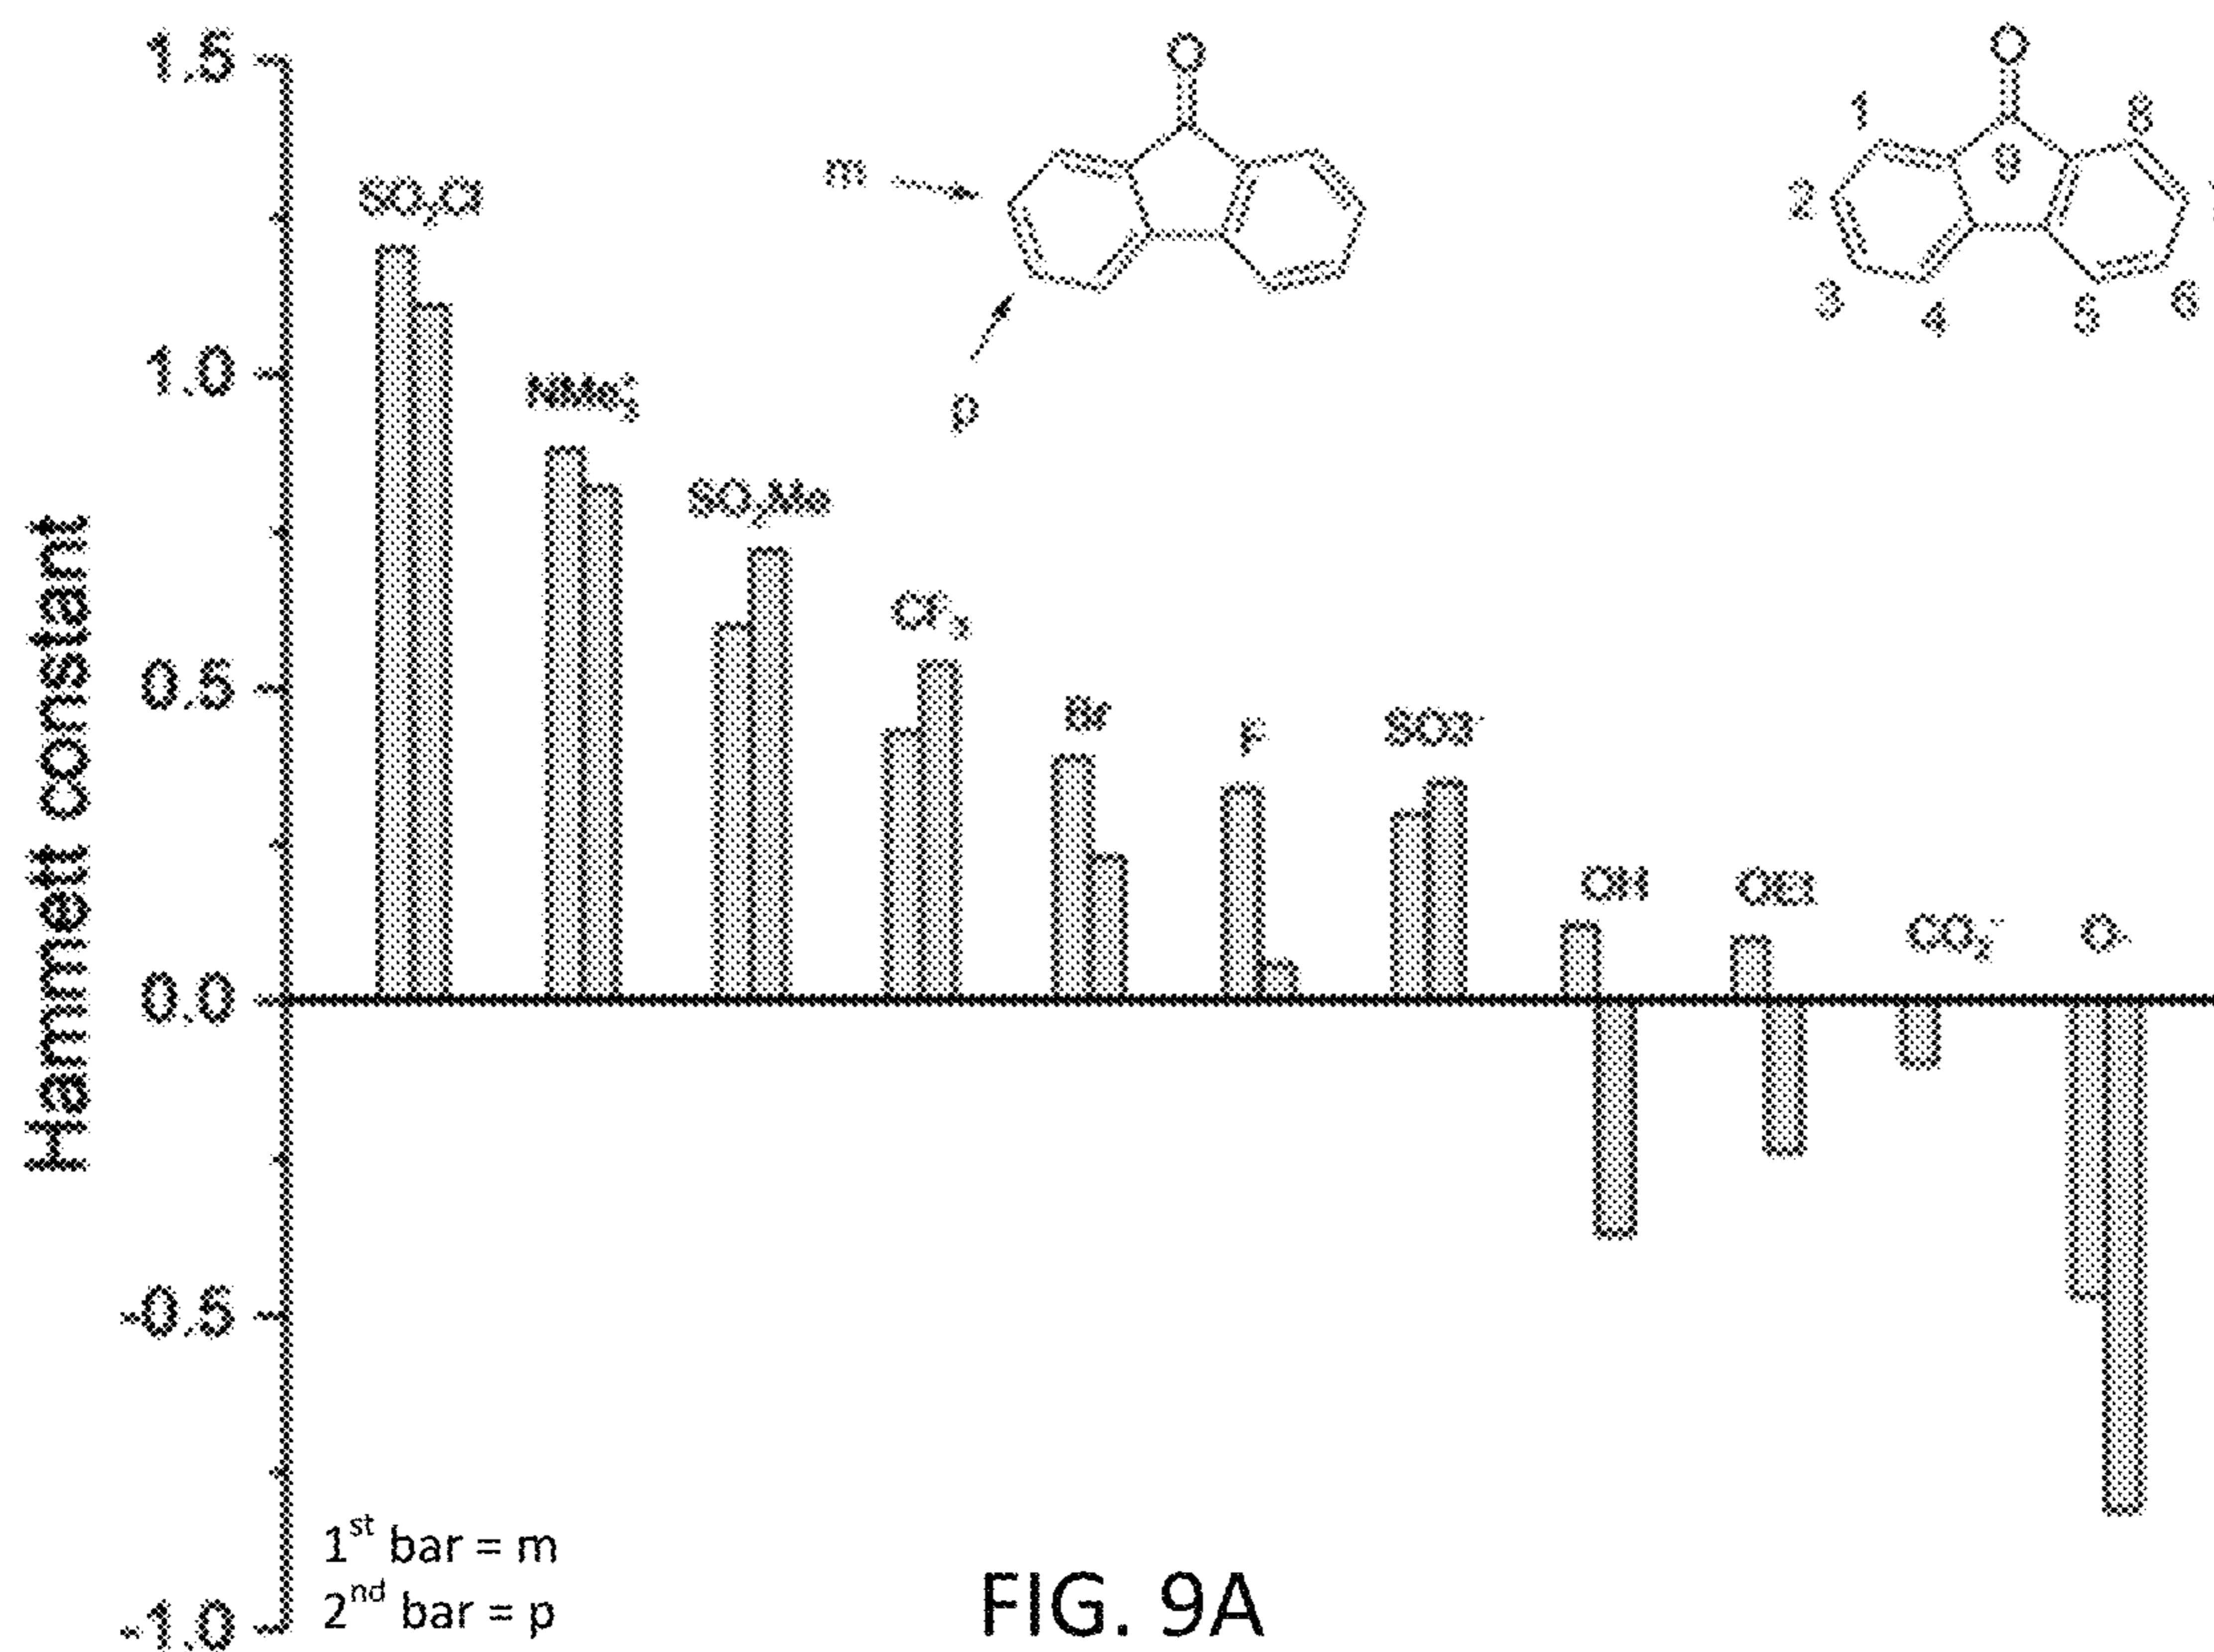 Hammett constant
1.5
1.0
0.5
0.0
-0.5
-1.0
SO₂Cl
NMe₃⁺
SO₂Me
CF₃
Br
F
SO3⁻
OH
OEt
CO₂⁻
O⁻
O
m
p
O
1
2
3
4
5
6
8
9
1ˢᵗ bar = m
2ⁿᵈ bar = p
FIG. 9A